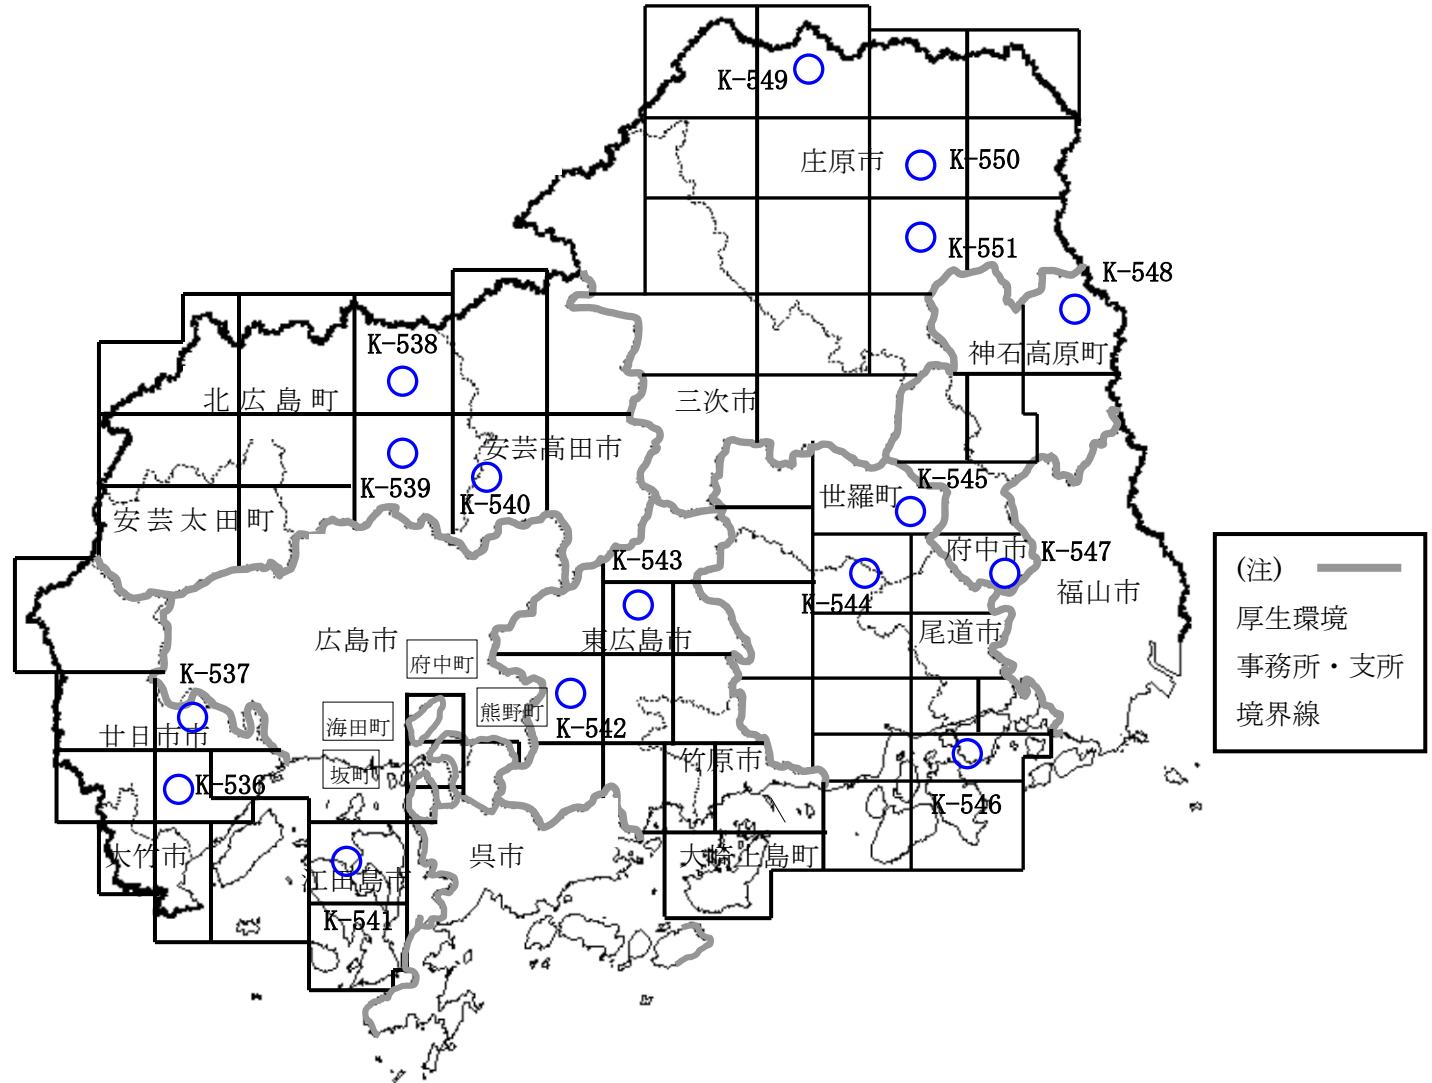 K-549
庄原市
K-550
K-551
K-548
K-538
神石高原町
北広島町
三次市
安芸高田市
K-539
K-540
K-545
世羅町
安芸太田町
府中市
K-547
K-543
(注)
厚生環境
事務所・支所
境界線
福山市
K-544
広島市
東広島市
尾道市
府中町
K-537
熊野町
K-542
海田町
廿日市市
坂町
竹原市
K-536
K-546
大竹市
江田島市
呉市
大崎上島町
K-541